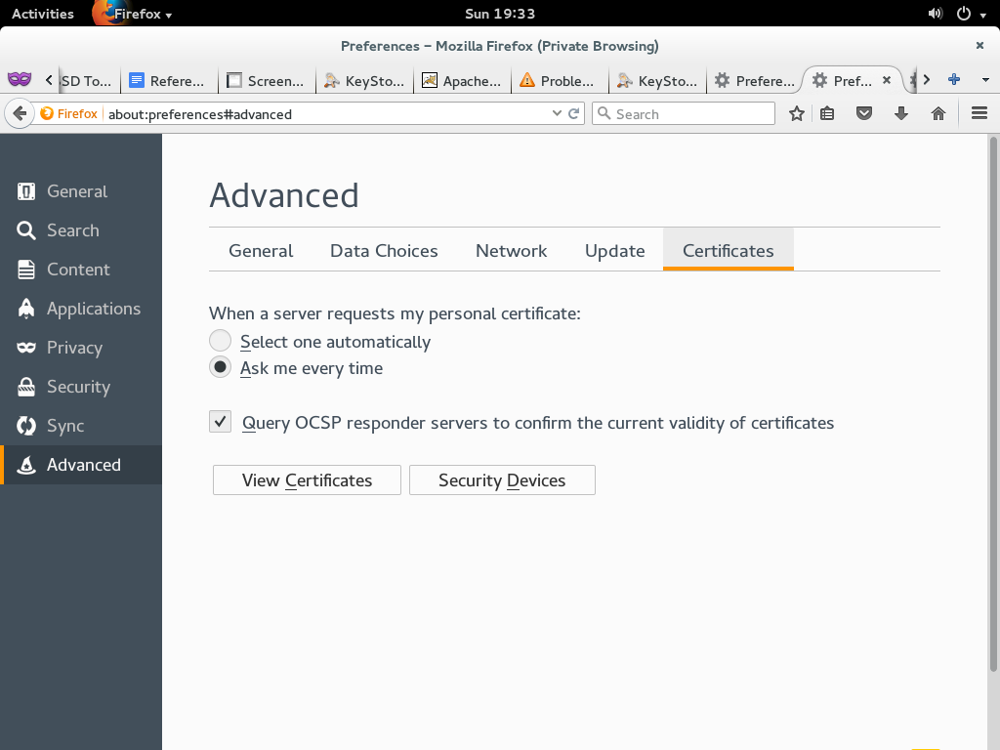 Activities Firefox Sun 19:33
Preferences – Mozilla Firefox (Private Browsing)
SD To... Refere... Screen... KeySto... Apache... Proble... KeySto... Prefere... Pref...
Firefox about:preferences#advanced Search
General
Search
Content
Applications
Privacy
Security
Sync
Advanced
Advanced
General Data Choices Network Update Certificates
When a server requests my personal certificate:
Select one automatically
Ask me every time
Query OCSP responder servers to confirm the current validity of certificates
View Certificates Security Devices